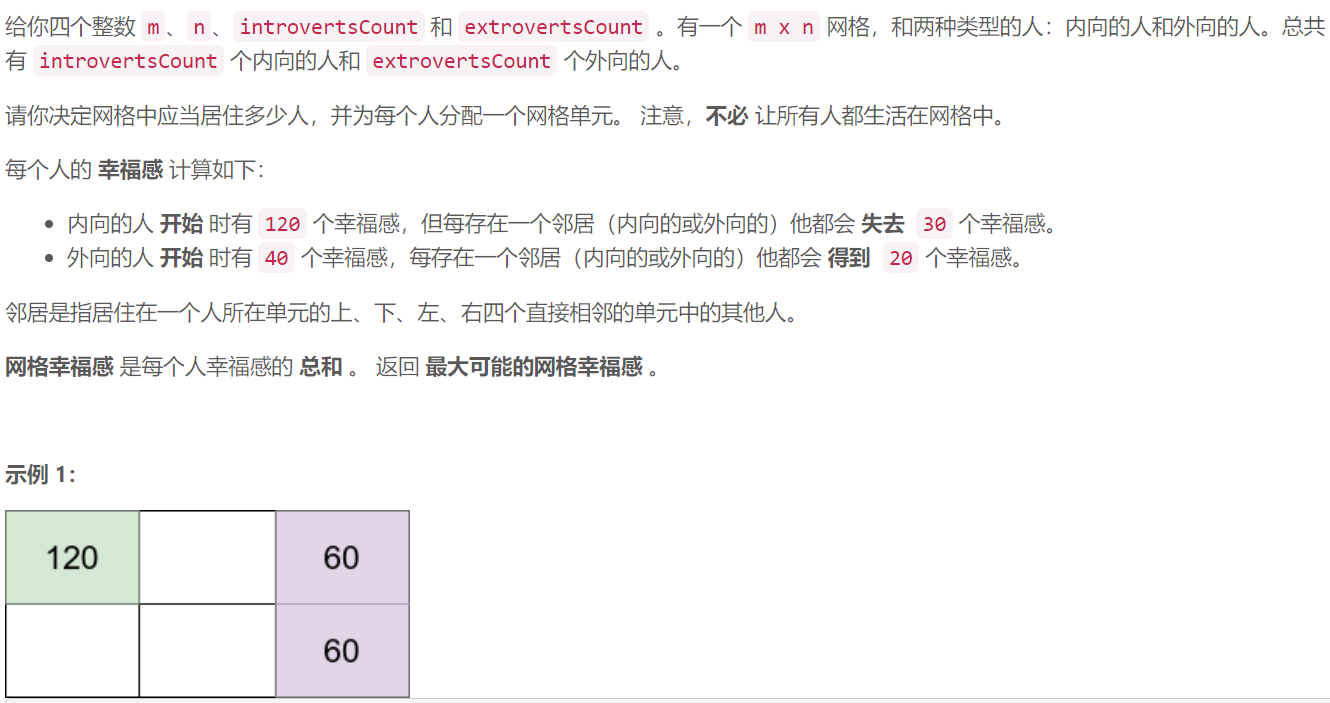 给你四个整数 m、n、introvertsCount 和 extrovertsCount 。有一个 m x n 网格，和两种类型的人：内向的人和外向的人。总共
有 introvertsCount 个内向的人和 extrovertsCount 个外向的人。
请你决定网格中应当居住多少人，并为每个人分配一个网格单元。 注意，不必 让所有人都生活在网格中。
每个人的 幸福感 计算如下：
• 内向的人 开始 时有 120 个幸福感，但每存在一个邻居（内向的或外向的）他都会 失去 30 个幸福感。
• 外向的人 开始 时有 40 个幸福感，每存在一个邻居（内向的或外向的）他都会 得到 20 个幸福感。
邻居是指居住在一个人所在单元的上、下、左、右四个直接相邻的单元中的其他人。
网格幸福感 是每个人幸福感的 总和 。 返回 最大可能的网格幸福感 。
示例 1：
120 60
60